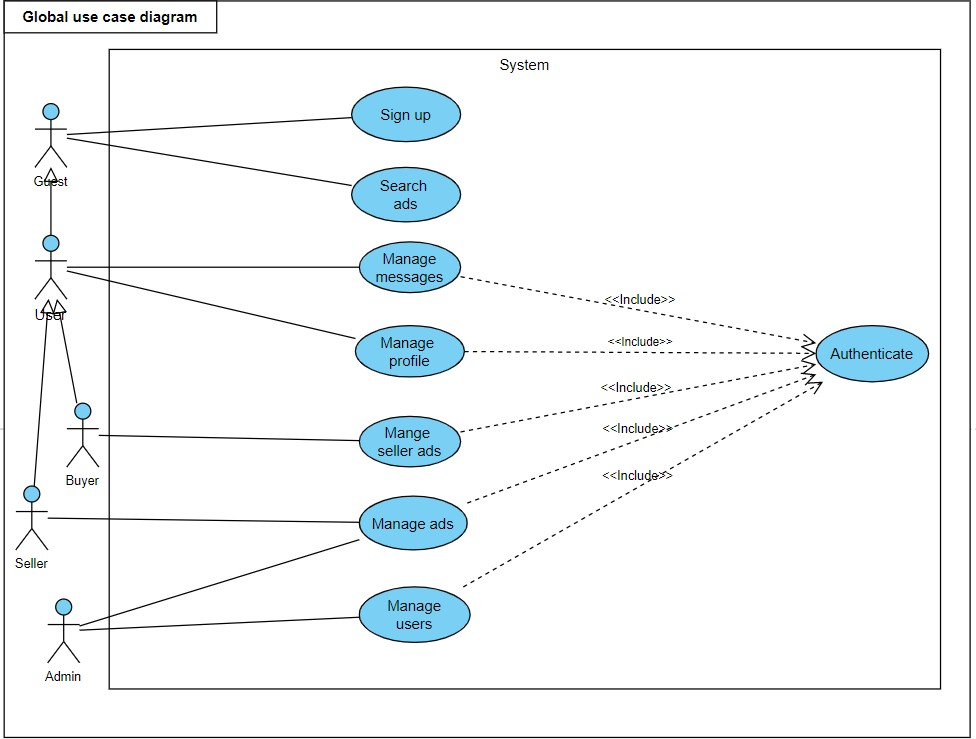 Global use case diagram
System
Sign up
Guest
Search
ads
Manage
messages
<<Include>>
User
Manage
profile
<<Include>>
Authenticate
<<Include>>
Mange
seller ads
<<Include>>
Buyer
<<Include>>
Manage ads
Seller
Manage
users
Admin